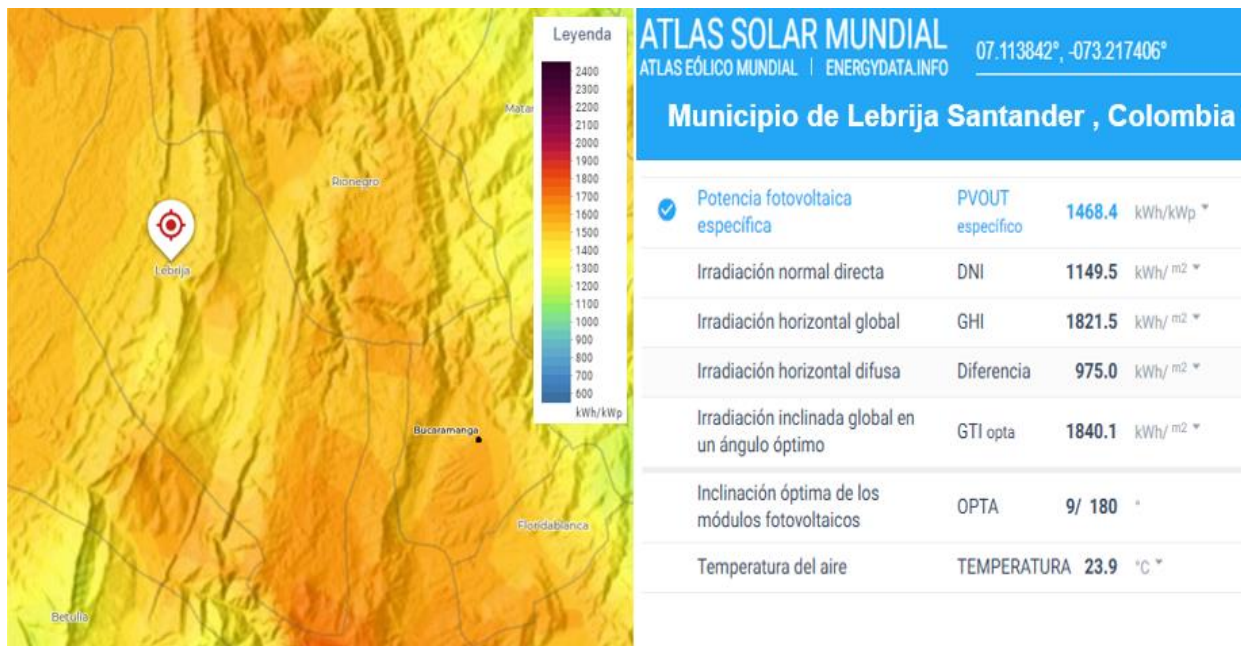 Leyenda
2400
2300
2200
2100
2000
1900
1800
1700
1600
1500
1400
1300
1200
1100
1000
900
800
700
600
kWh/kWp
Matan
Rionegro
Lebrija
Bucaramanga
Floridablanca
Betulia
ATLAS SOLAR MUNDIAL
ATLAS EÓLICO MUNDIAL | ENERGYDATA.INFO
07.113842°, -073.217406°
Municipio de Lebrija Santander , Colombia
Potencia fotovoltaica específica PVOUT específico 1468.4 kWh/kWp
Irradiación normal directa DNI 1149.5 kWh/ m2
Irradiación horizontal global GHI 1821.5 kWh/ m2
Irradiación horizontal difusa Diferencia 975.0 kWh/ m2
Irradiación inclinada global en un ángulo óptimo GTI opta 1840.1 kWh/ m2
Inclinación óptima de los módulos fotovoltaicos OPTA 9/ 180 °
Temperatura del aire TEMPERATURA 23.9 °C